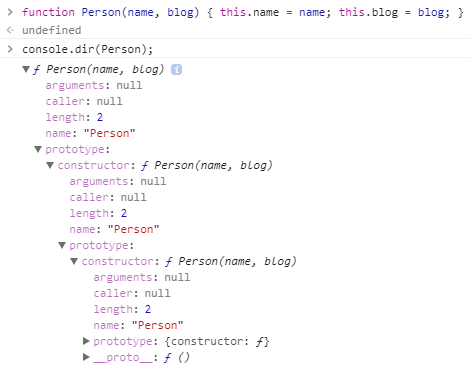 > function Person(name, blog) { this.name = name; this.blog = blog; }
< undefined
> console.dir(Person);
▼ ƒ Person(name, blog) i
arguments: null
caller: null
length: 2
name: "Person"
▼ prototype:
▼ constructor: ƒ Person(name, blog)
arguments: null
caller: null
length: 2
name: "Person"
▼ prototype:
▼ constructor: ƒ Person(name, blog)
arguments: null
caller: null
length: 2
name: "Person"
▶ prototype: {constructor: ƒ}
▶ __proto__: ƒ ()